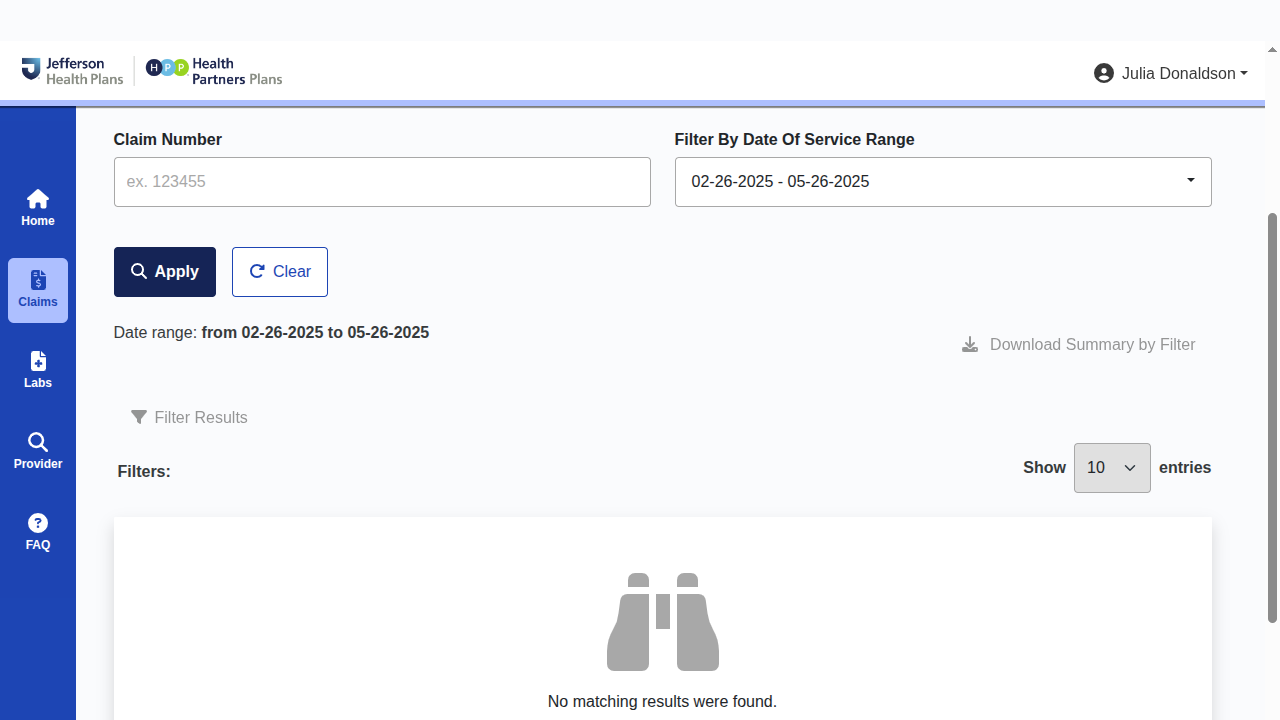 Jefferson
Health Plans
HPP
Health
Partners Plans
Julia Donaldson
Claim Number
Filter By Date Of Service Range
ex. 123455
02-26-2025 - 05-26-2025
Home
Apply
Clear
Claims
Date range: from 02-26-2025 to 05-26-2025
Download Summary by Filter
Labs
Filter Results
Provider
Filters:
Show 10 entries
?
FAQ
No matching results were found.